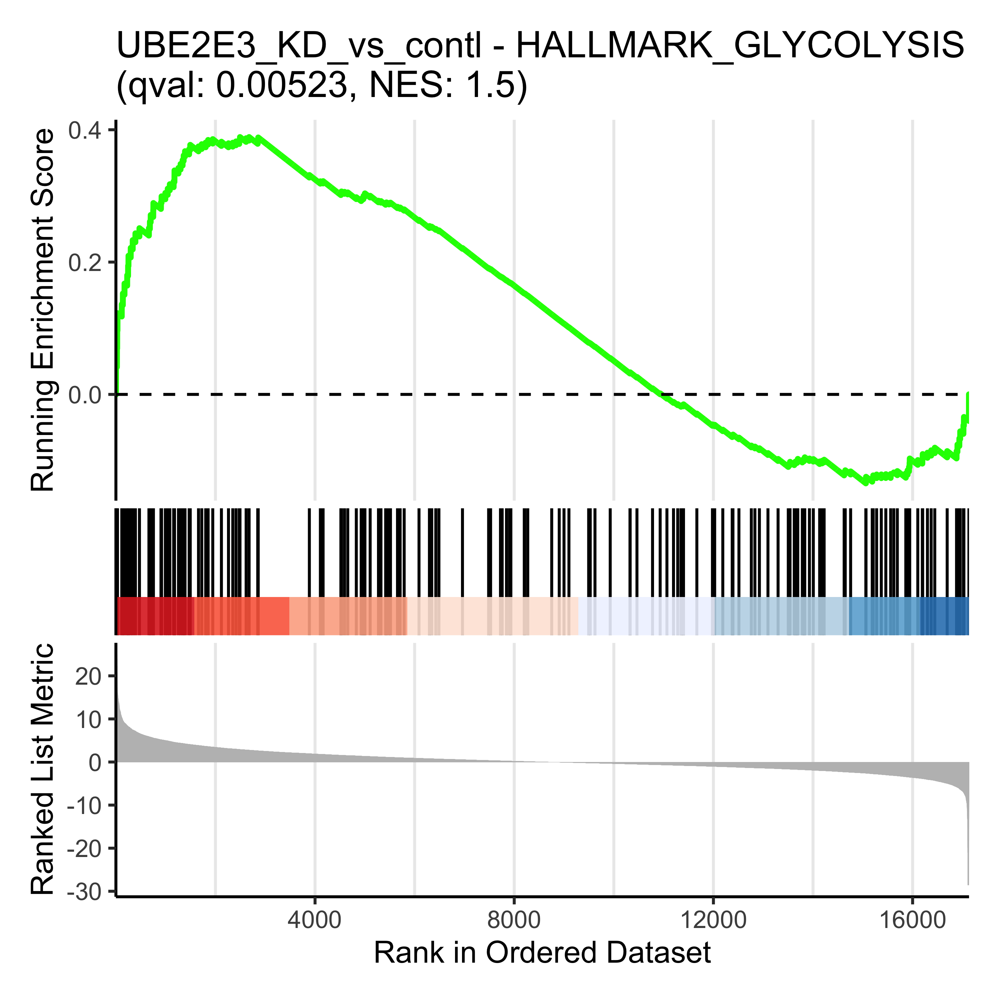 UBE2E3_KD_vs_contl - HALLMARK_GLYCOLYSIS
(qval: 0.00523, NES: 1.5)
Running Enrichment Score
0.4
0.2
0.0
Ranked List Metric
20
10
0
-10
-20
-30
4000
8000
12000
16000
Rank in Ordered Dataset